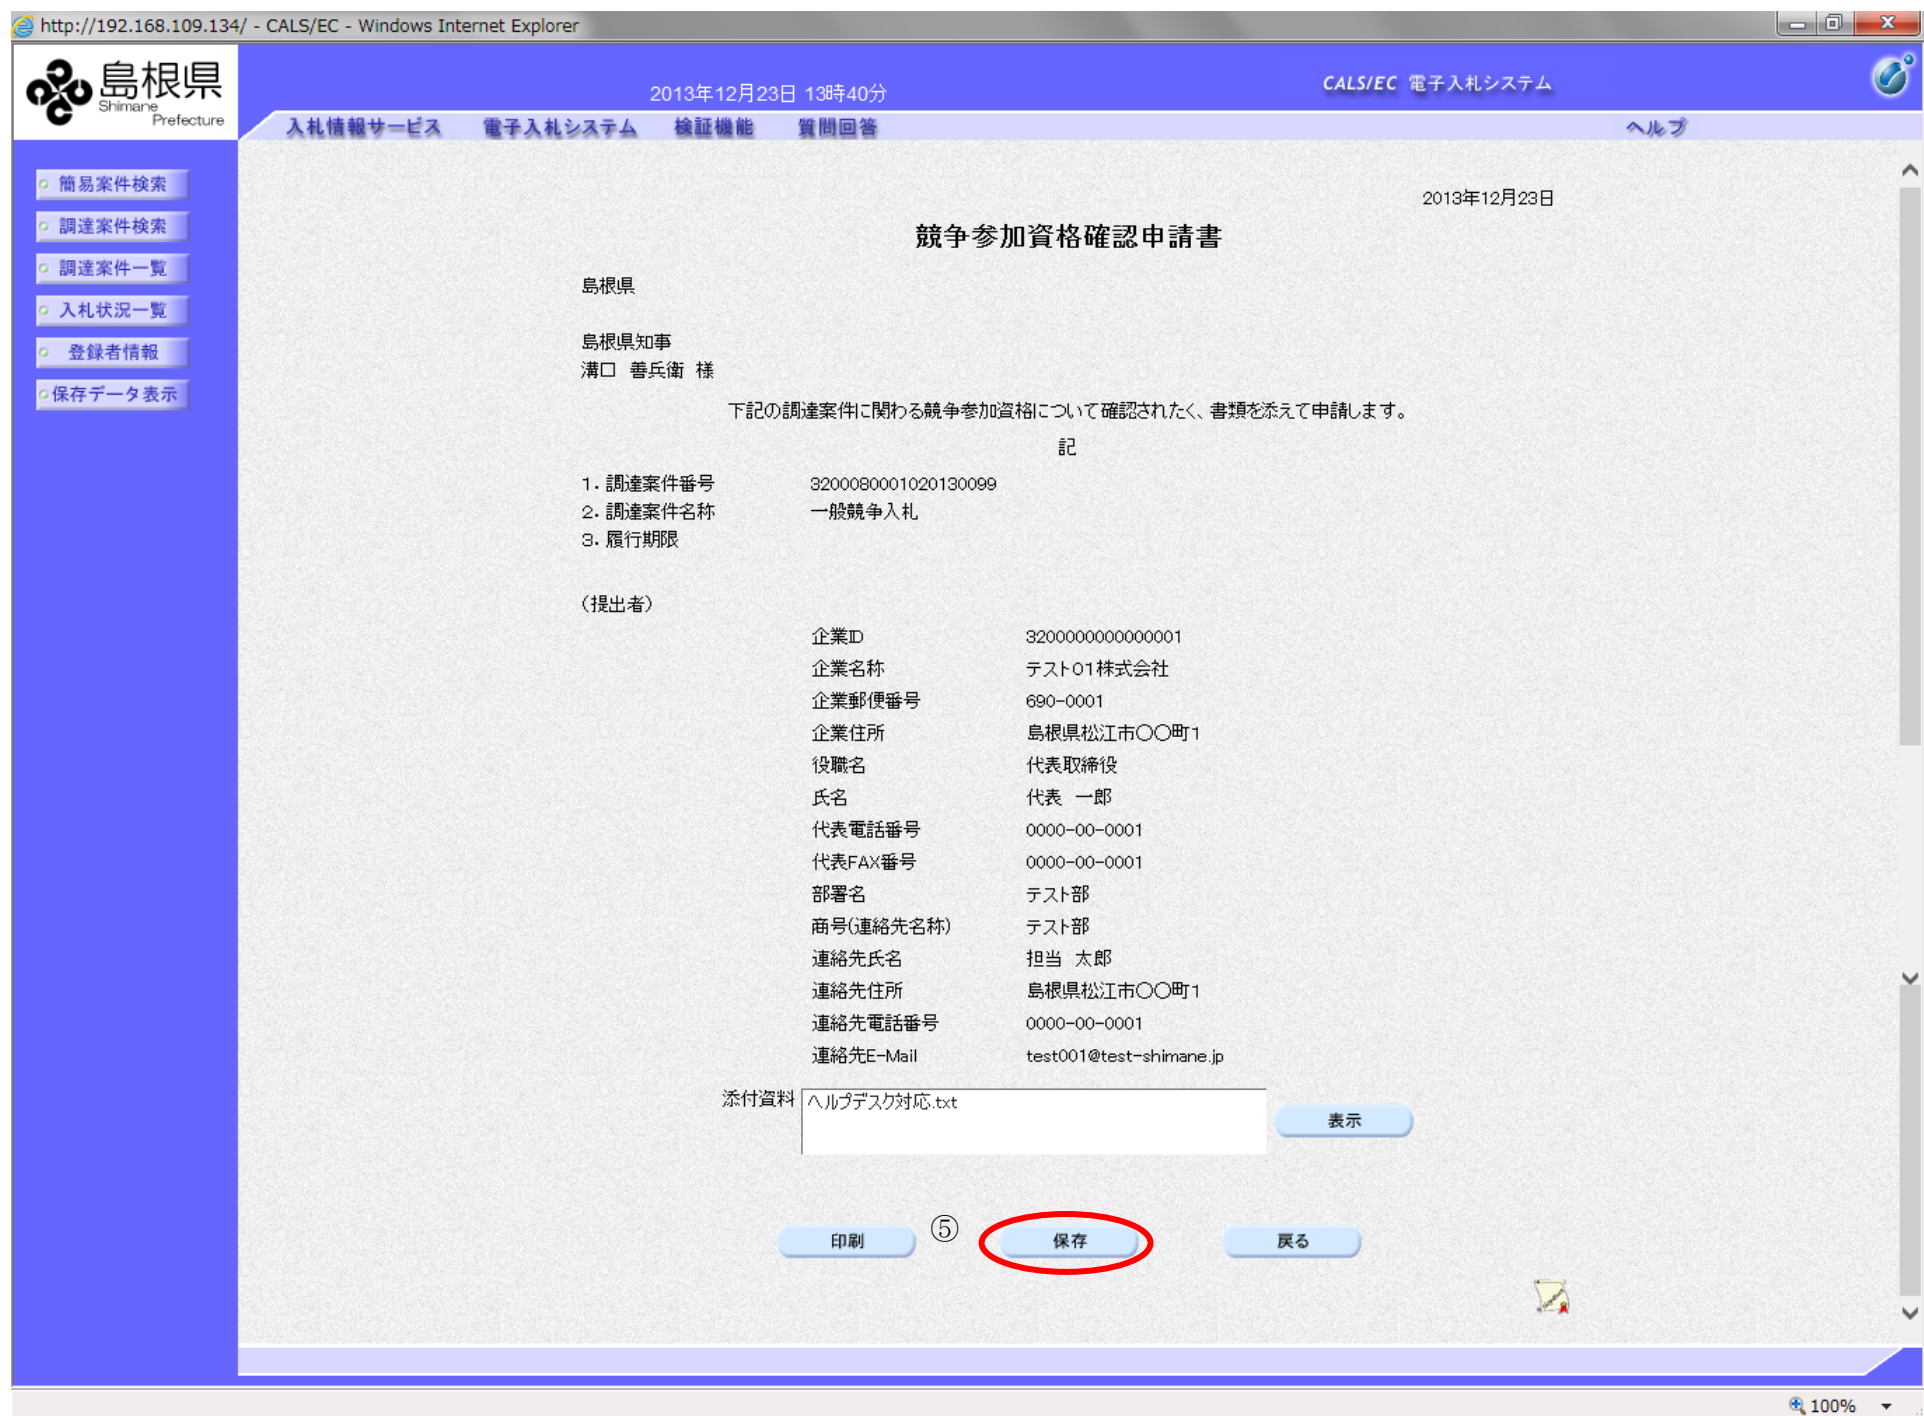 http://192.168.109.134/ - CALS/EC - Windows Internet Explorer
島根県
Shimane
Prefecture
2013年12月23日 13時40分
CALS/EC 電子入札システム
入札情報サービス 電子入札システム 検証機能 質問回答 ヘルプ
簡易案件検索
調達案件検索
調達案件一覧
入札状況一覧
登録者情報
保存データ表示
2013年12月23日
競争参加資格確認申請書
島根県
島根県知事
溝口 善兵衛 様
下記の調達案件に関わる競争参加資格について確認されたく、書類を添えて申請します。
記
1. 調達案件番号 3200080001020130099
2. 調達案件名称 一般競争入札
3. 履行期限
(提出者)
企業ID 3200000000000001
企業名称 テスト01株式会社
企業郵便番号 690-0001
企業住所 島根県松江市〇〇町1
役職名 代表取締役
氏名 代表 一郎
代表電話番号 0000-00-0001
代表FAX番号 0000-00-0001
部署名 テスト部
商号(連絡先名称) テスト部
連絡先氏名 担当 太郎
連絡先住所 島根県松江市〇〇町1
連絡先電話番号 0000-00-0001
連絡先E-Mail test001@test-shimane.jp
添付資料 ヘルプデスク対応.txt 表示
印刷 ⑤ 保存 戻る
100%